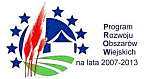 Program
Rozwoju
Obszarów
Wiejskich
na lata 2007-2013